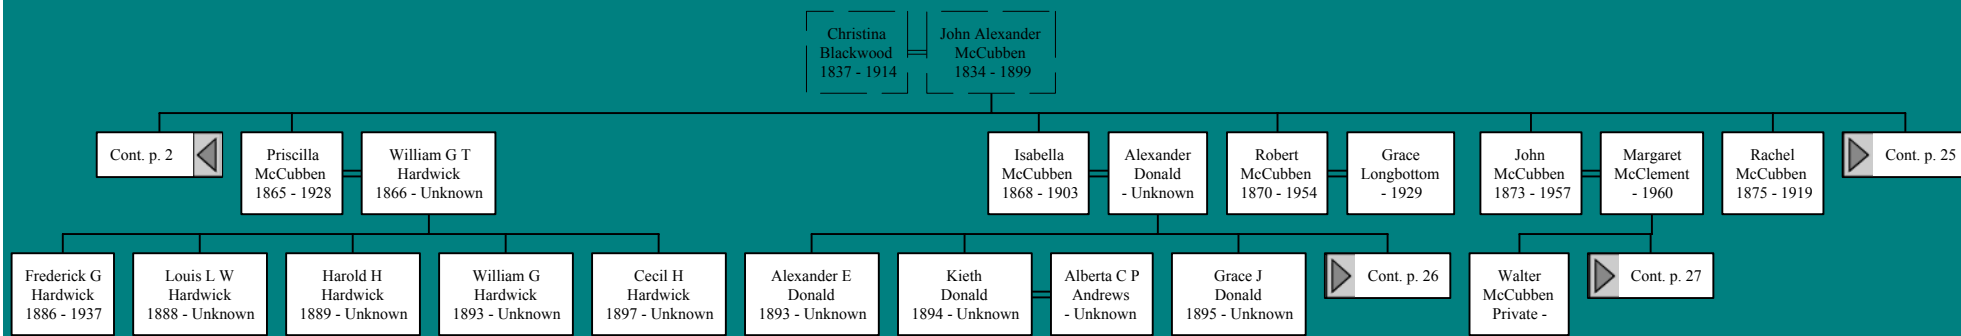 Christina
Blackwood
1837 - 1914
John Alexander
McCubben
1834 - 1899
Cont. p. 2
Priscilla
McCubben
1865 - 1928
William G T
Hardwick
1866 - Unknown
Isabella
McCubben
1868 - 1903
Alexander
Donald
- Unknown
Robert
McCubben
1870 - 1954
Grace
Longbottom
- 1929
John
McCubben
1873 - 1957
Margaret
McClement
- 1960
Rachel
McCubben
1875 - 1919
Cont. p. 25
Frederick G
Hardwick
1886 - 1937
Louis L W
Hardwick
1888 - Unknown
Harold H
Hardwick
1889 - Unknown
William G
Hardwick
1893 - Unknown
Cecil H
Hardwick
1897 - Unknown
Alexander E
Donald
1893 - Unknown
Kieth
Donald
1894 - Unknown
Alberta C P
Andrews
- Unknown
Grace J
Donald
1895 - Unknown
Cont. p. 26
Walter
McCubben
Private -
Cont. p. 27